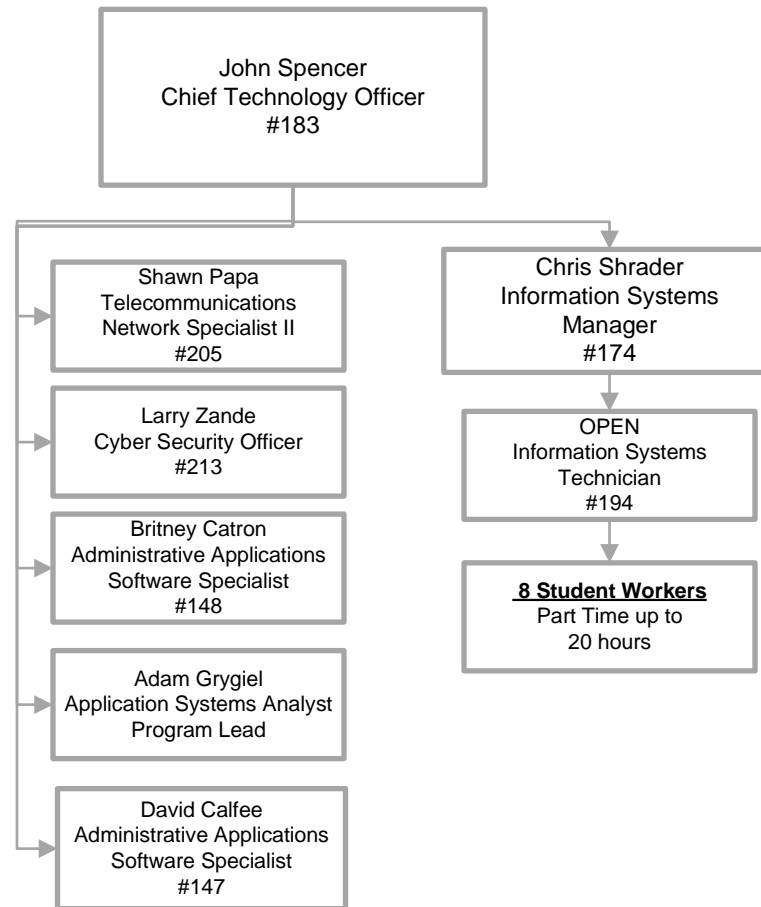 John Spencer
Chief Technology Officer
#183
Shawn Papa
Telecommunications
Network Specialist II
#205
Larry Zande
Cyber Security Officer
#213
Britney Catron
Administrative Applications
Software Specialist
#148
Adam Grygiel
Application Systems Analyst
Program Lead
David Calfee
Administrative Applications
Software Specialist
#147
Chris Shrader
Information Systems
Manager
#174
OPEN
Information Systems
Technician
#194
8 Student Workers
Part Time up to
20 hours